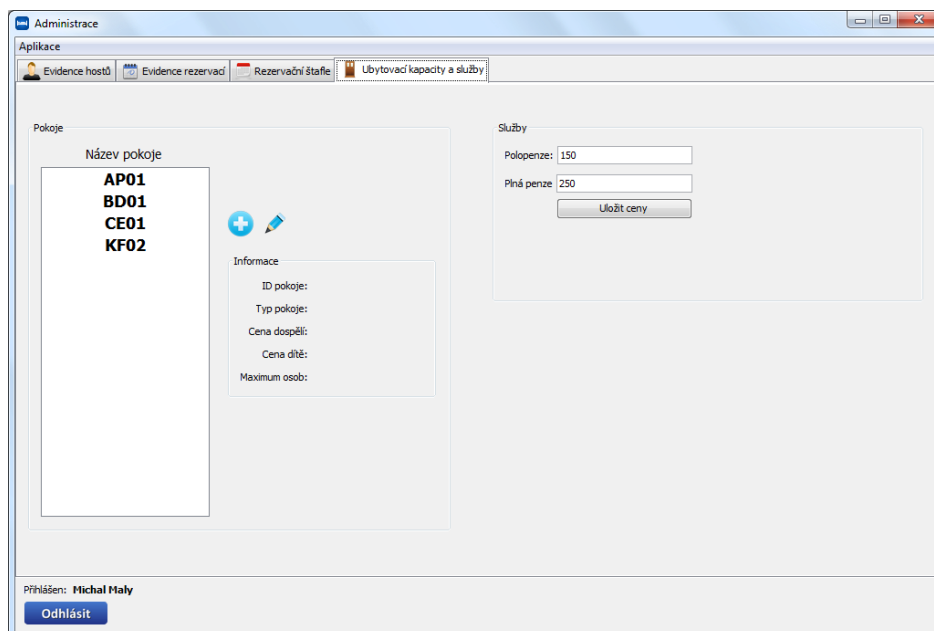 Administrace
Aplikace
Evidence hostů
Evidence rezervací
Rezervační štafle
Ubytovací kapacity a služby
Pokoje
Název pokoje
AP01
BD01
CE01
KF02
Informace
ID pokoje:
Typ pokoje:
Cena dospělí:
Cena dítě:
Maximum osob:
Služby
Polopenze: 150
Plná penze 250
Uložit ceny
Přihlášen: Michal Maly
Odhlásit